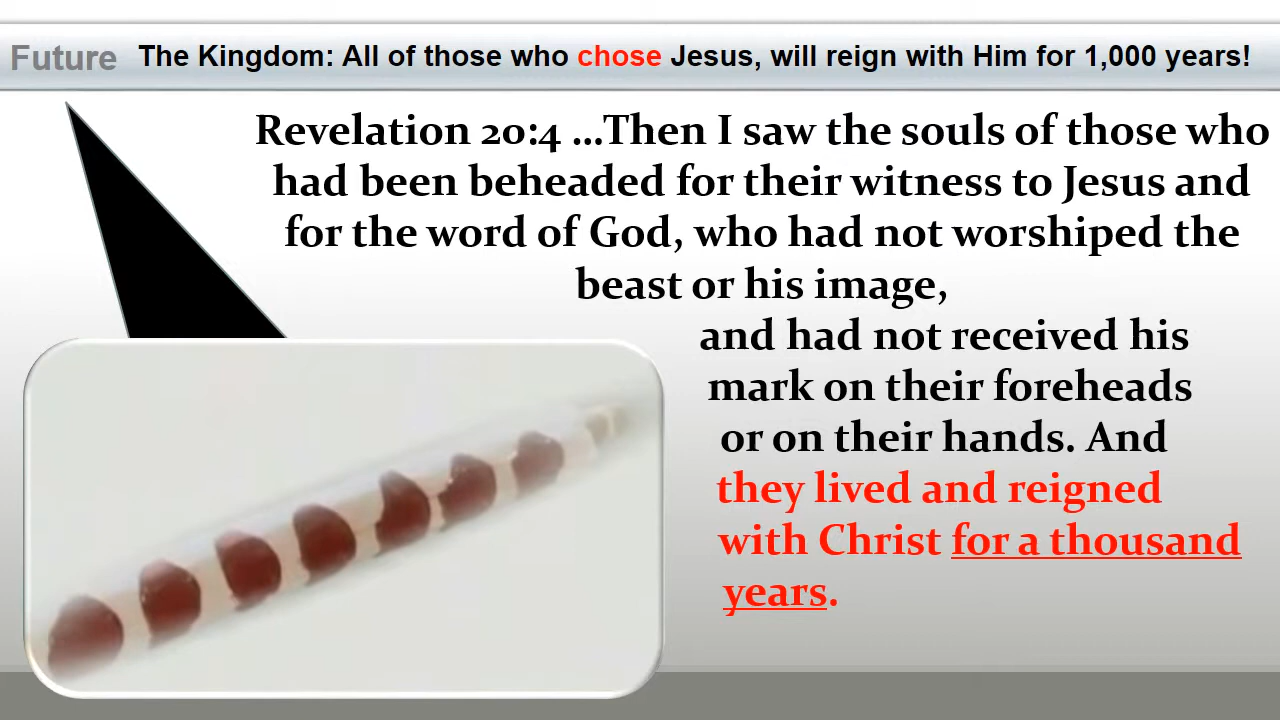 Future The Kingdom: All of those who chose Jesus, will reign with Him for 1,000 years!
Revelation 20:4 ...Then I saw the souls of those who
had been beheaded for their witness to Jesus and
for the word of God, who had not worshiped the
beast or his image,
and had not received his
mark on their foreheads
or on their hands. And
they lived and reigned
with Christ for a thousand
years.